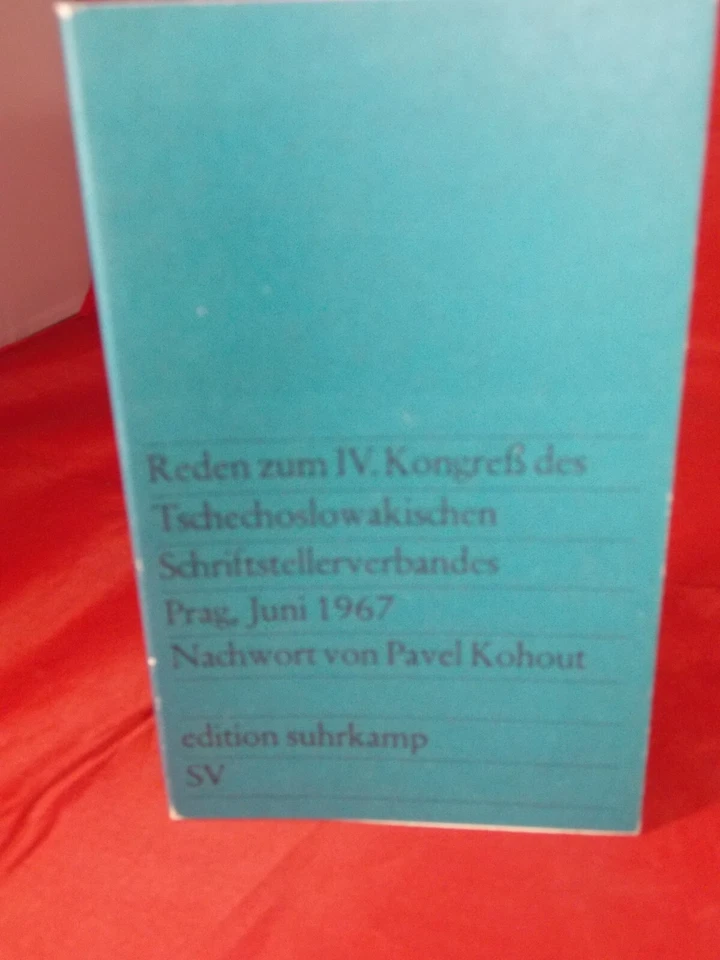 Reden zum IV. Kongreß des
Tschechoslowakischen
Schriftstellerverbandes
Prag, Juni 1967
Nachwort von Pavel Kohout
edition suhrkamp
SV